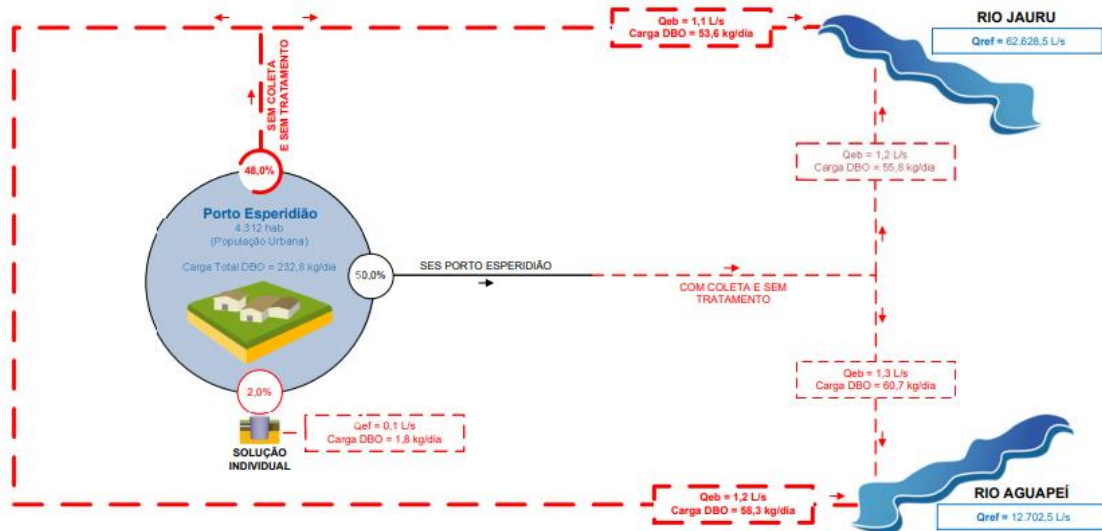 Qeb = 1,1 L/s
Carga DBO = 53,6 kg/dia
RIO JAURU
Qref = 62.628,5 L/s
SEM COLETA
E SEM TRATAMENTO
48,0%
Qeb = 1,2 L/s
Carga DBO = 55,8 kg/dia
Porto Esperidião
4.312 hab
(População Urbana)
Carga Total DBO = 232,8 kg/dia
50,0%
SES PORTO ESPERIDIÃO
COM COLETA E SEM
TRATAMENTO
Qeb = 1,3 L/s
Carga DBO = 60,7 kg/dia
2,0%
Qef = 0,1 L/s
Carga DBO = 1,8 kg/dia
SOLUÇÃO
INDIVIDUAL
Qeb = 1,2 L/s
Carga DBO = 58,3 kg/dia
RIO AGUAPEÍ
Qref = 12.702,5 L/s